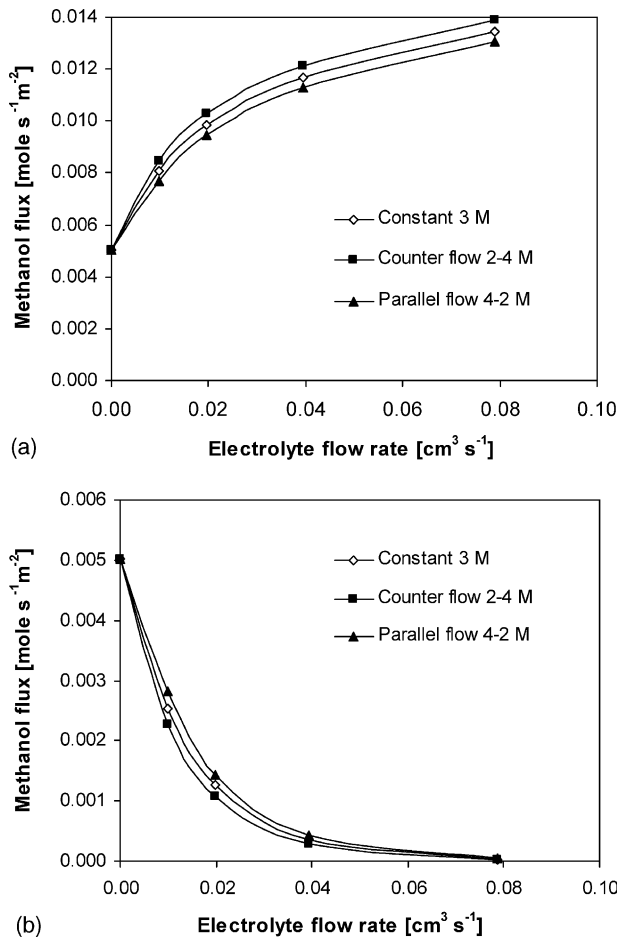 0.014
0.012
0.010
0.008
0.006
0.004
0.002
0.000
Methanol flux [mole s⁻¹m⁻²]
Constant 3 M
Counter flow 2-4 M
Parallel flow 4-2 M
0.00 0.02 0.04 0.06 0.08 0.10
(a) Electrolyte flow rate [cm³ s⁻¹]
0.006
0.005
0.004
0.003
0.002
0.001
0.000
Methanol flux [mole s⁻¹m⁻²]
Constant 3 M
Counter flow 2-4 M
Parallel flow 4-2 M
0.00 0.02 0.04 0.06 0.08 0.10
(b) Electrolyte flow rate [cm³ s⁻¹]